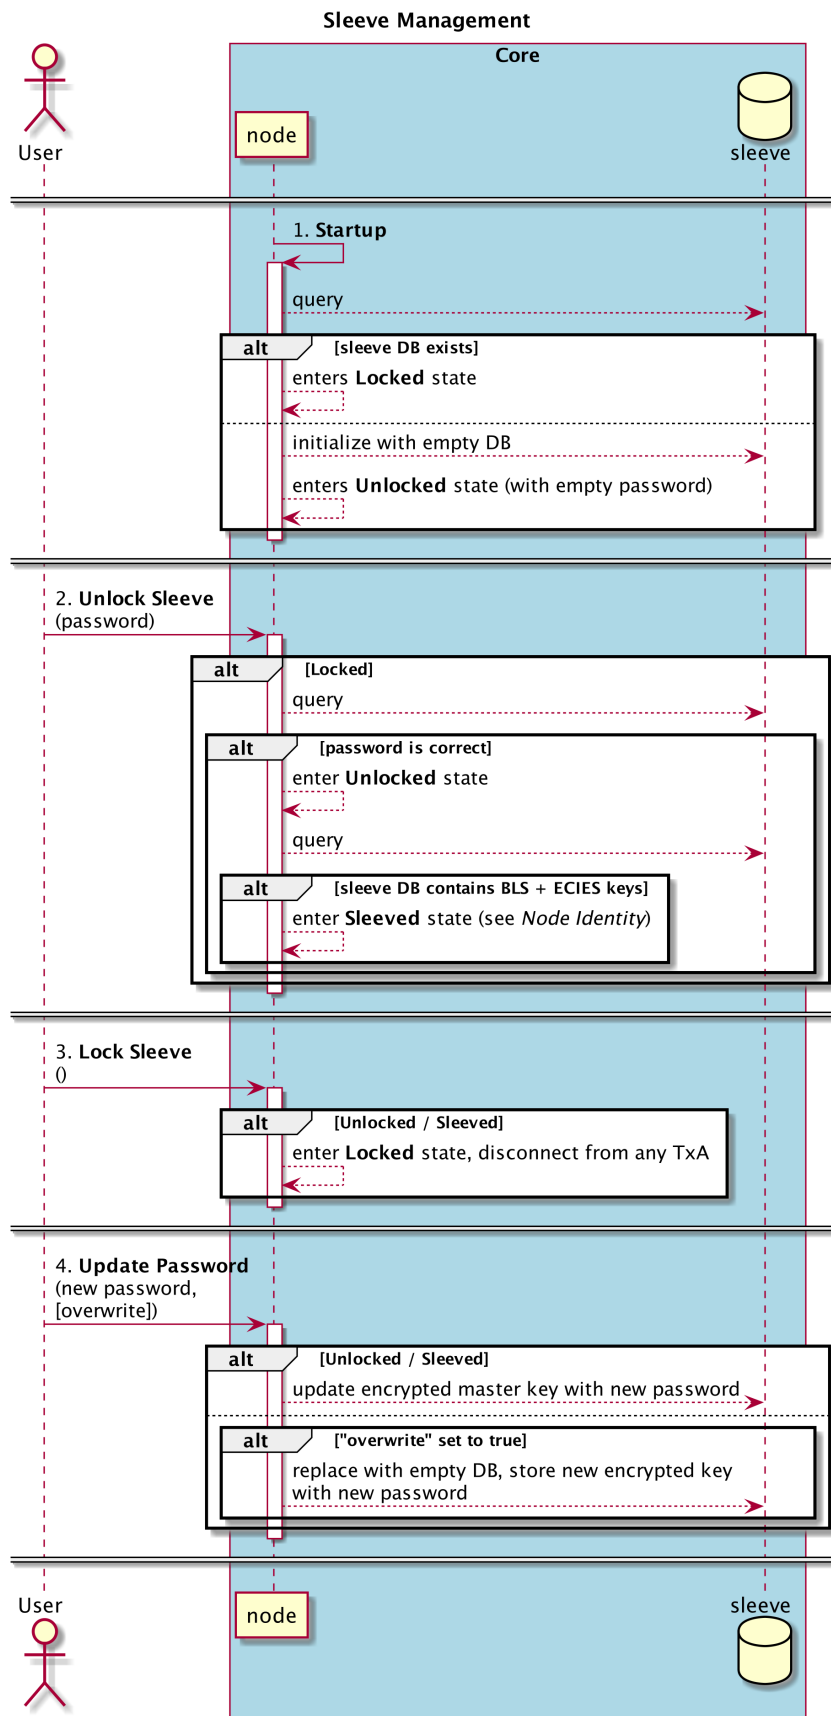 Sleeve Management
Core
User
node
sleeve
1. Startup
query
alt [sleeve DB exists]
enters Locked state
initialize with empty DB
enters Unlocked state (with empty password)
2. Unlock Sleeve
(password)
alt [Locked]
query
alt [password is correct]
enter Unlocked state
query
alt [sleeve DB contains BLS + ECIES keys]
enter Sleeved state (see Node Identity)
3. Lock Sleeve
()
alt [Unlocked / Sleeved]
enter Locked state, disconnect from any TxA
4. Update Password
(new password,
[overwrite])
alt [Unlocked / Sleeved]
update encrypted master key with new password
alt ["overwrite" set to true]
replace with empty DB, store new encrypted key
with new password
User
node
sleeve